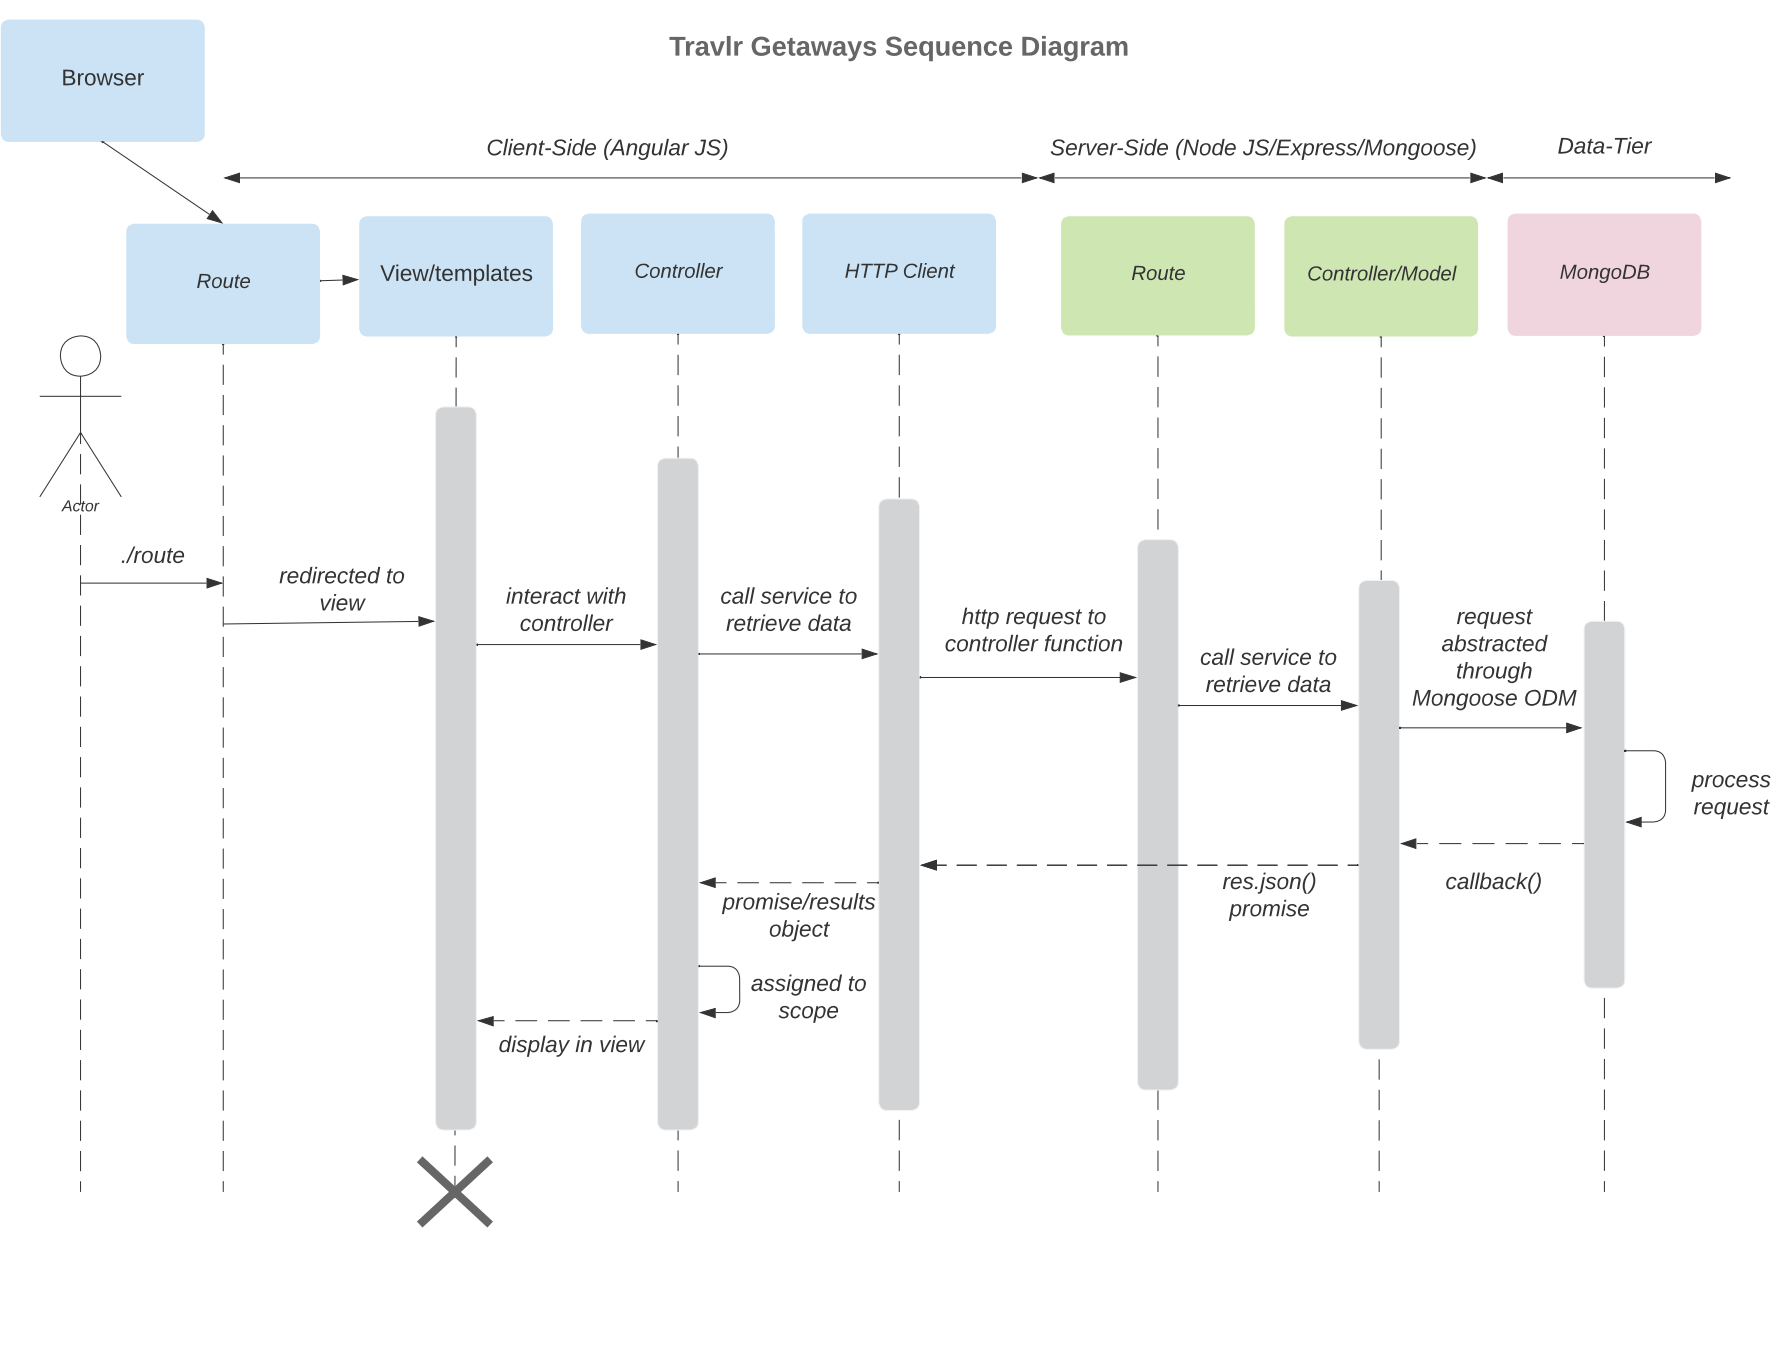 Travlr Getaways Sequence Diagram
Browser
Client-Side (Angular JS)
Server-Side (Node JS/Express/Mongoose)
Data-Tier
Route
View/templates
Controller
HTTP Client
Route
Controller/Model
MongoDB
Actor
./route
redirected to
view
interact with
controller
call service to
retrieve data
http request to
controller function
call service to
retrieve data
request
abstracted
through
Mongoose ODM
process
request
callback()
res.json()
promise
promise/results
object
assigned to
scope
display in view